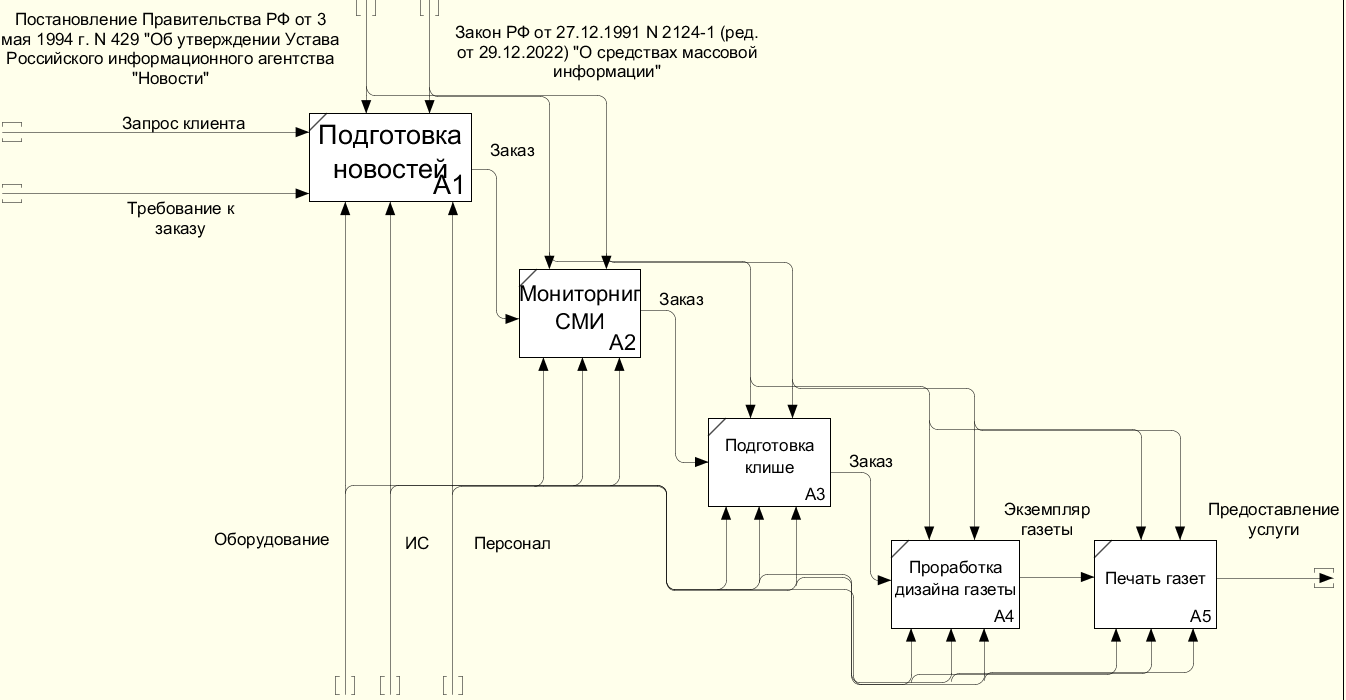 Постановление Правительства РФ от 3
мая 1994 г. N 429 "Об утверждении Устава
Российского информационного агентства
"Новости"
Закон РФ от 27.12.1991 N 2124-1 (ред.
от 29.12.2022) "О средствах массовой
информации"
Запрос клиента
Требование к
заказу
Подготовка
новостей
A1
Заказ
Мониторниг
СМИ
A2
Заказ
Подготовка
клише
A3
Заказ
Проработка
дизайна газеты
A4
Экземпляр
газеты
Печать газет
A5
Предоставление
услуги
Оборудование
ИС
Персонал